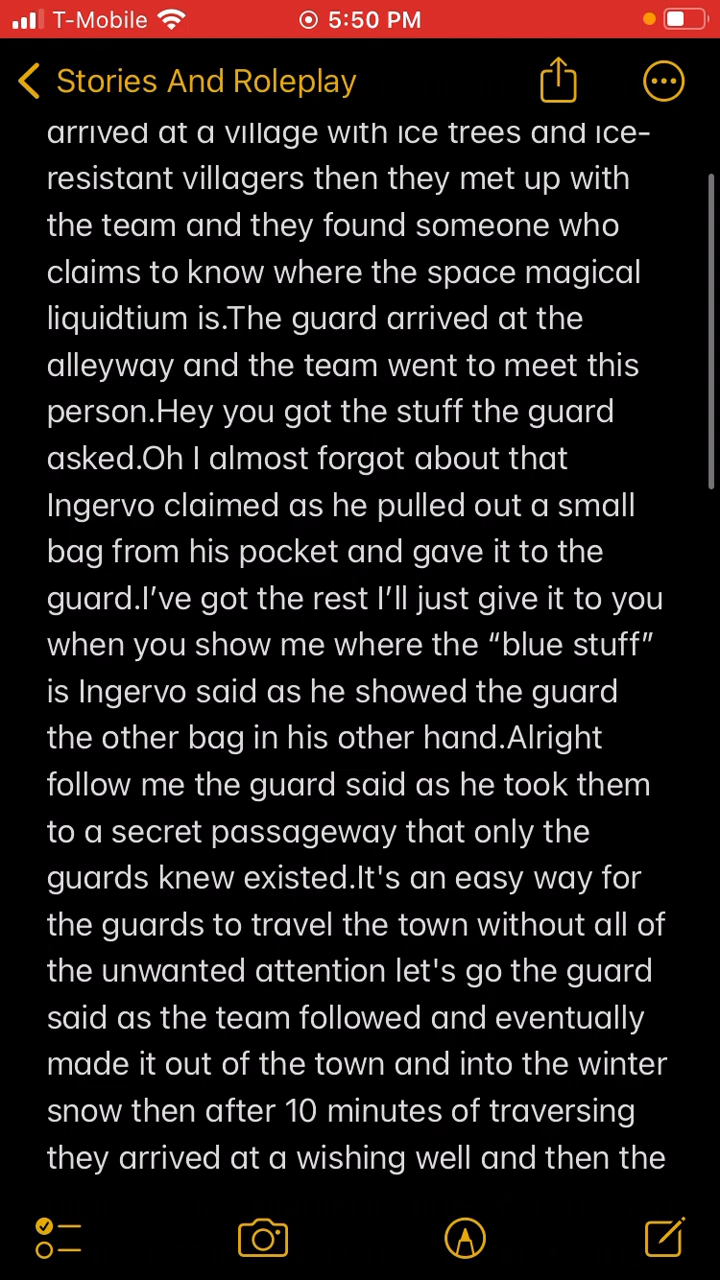 T-Mobile 5:50 PM
Stories And Roleplay
arrived at a village with ice trees and ice-
resistant villagers then they met up with
the team and they found someone who
claims to know where the space magical
liquidtium is.The guard arrived at the
alleyway and the team went to meet this
person.Hey you got the stuff the guard
asked.Oh I almost forgot about that
Ingervo claimed as he pulled out a small
bag from his pocket and gave it to the
guard.I’ve got the rest I’ll just give it to you
when you show me where the “blue stuff”
is Ingervo said as he showed the guard
the other bag in his other hand.Alright
follow me the guard said as he took them
to a secret passageway that only the
guards knew existed.It's an easy way for
the guards to travel the town without all of
the unwanted attention let's go the guard
said as the team followed and eventually
made it out of the town and into the winter
snow then after 10 minutes of traversing
they arrived at a wishing well and then the